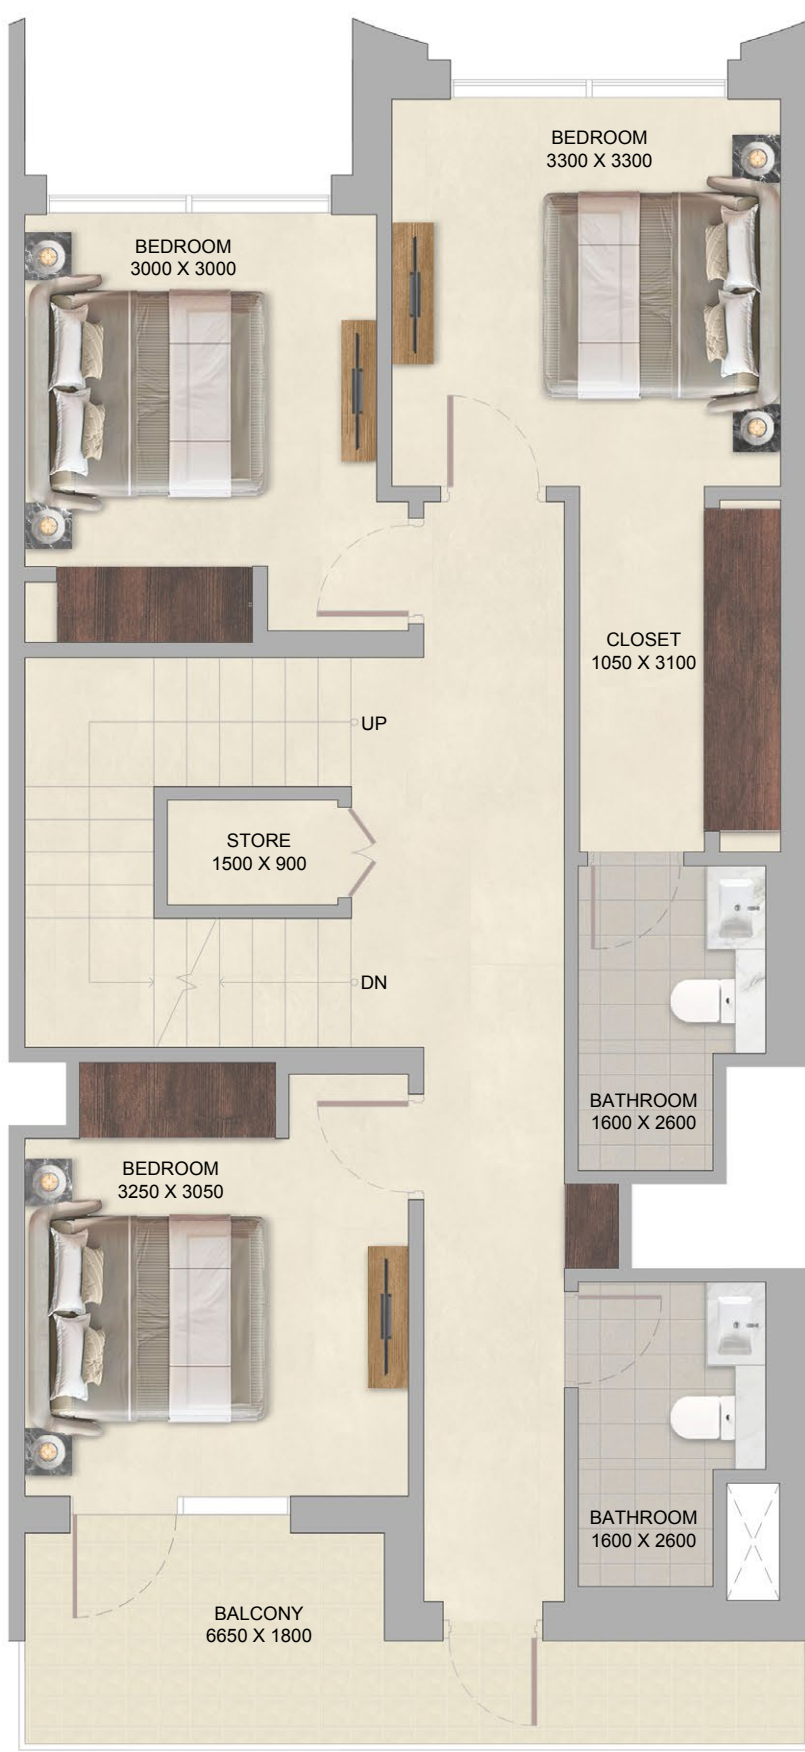 BEDROOM
3300 X 3300
BEDROOM
3000 X 3000
CLOSET
1050 X 3100
UP
STORE
1500 X 900
DN
BATHROOM
1600 X 2600
BEDROOM
3250 X 3050
BATHROOM
1600 X 2600
BALCONY
6650 X 1800